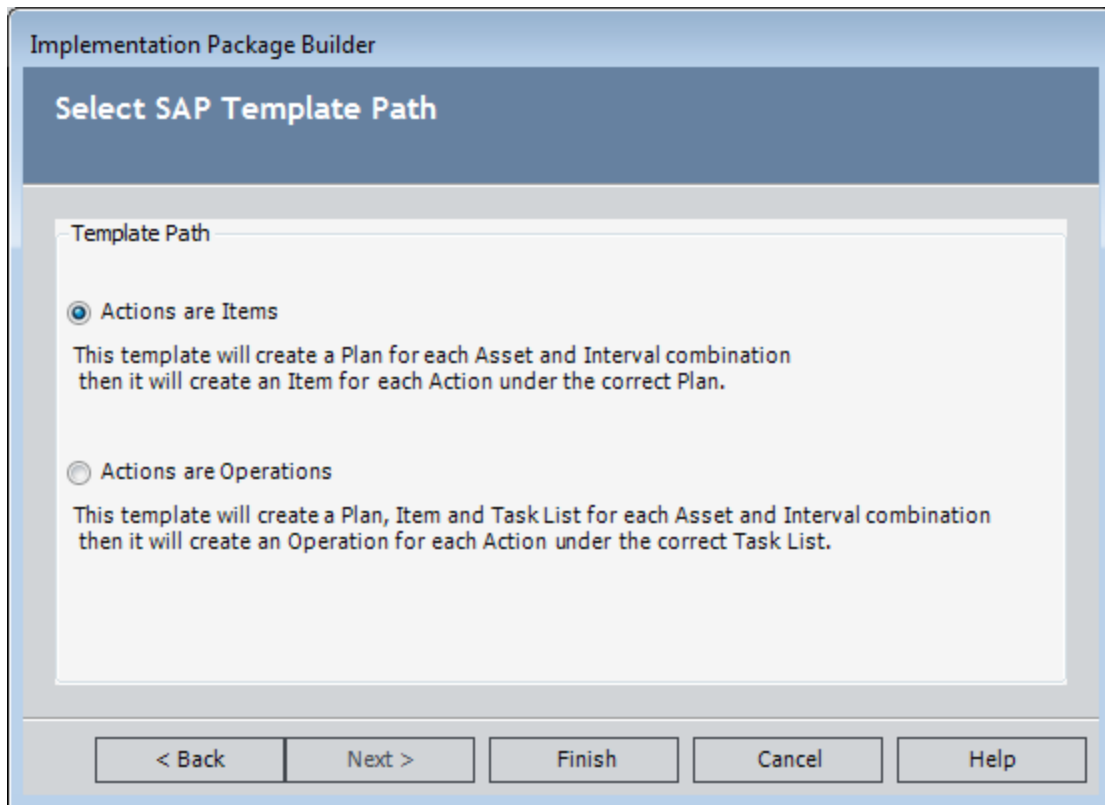 Implementation Package Builder
Select SAP Template Path
Template Path
Actions are Items
This template will create a Plan for each Asset and Interval combination
then it will create an Item for each Action under the correct Plan.
Actions are Operations
This template will create a Plan, Item and Task List for each Asset and Interval combination
then it will create an Operation for each Action under the correct Task List.
< Back Next > Finish Cancel Help